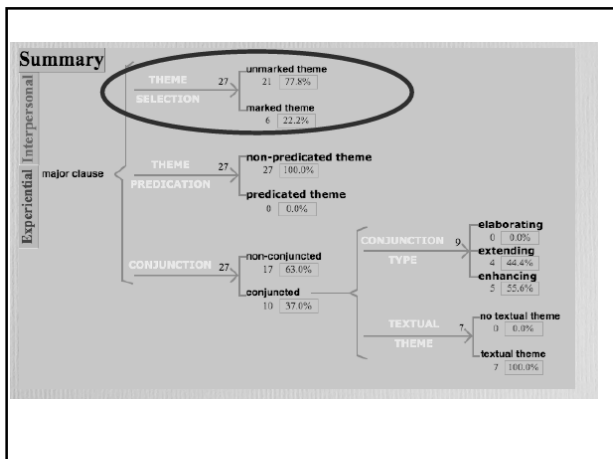 Summary
Experiential Interpersonal
major clause
THEME
SELECTION
27
unmarked theme
21 77.8%
marked theme
6 22.2%
THEME
PREDICATION
27
non-predicated theme
27 100.0%
predicated theme
0 0.0%
CONJUNCTION
27
non-conjuncted
17 63.0%
conjuncted
10 37.0%
CONJUNCTION
TYPE
9
elaborating
0 0.0%
extending
4 44.4%
enhancing
5 55.6%
TEXTUAL
THEME
7
no textual theme
0 0.0%
textual theme
7 100.0%